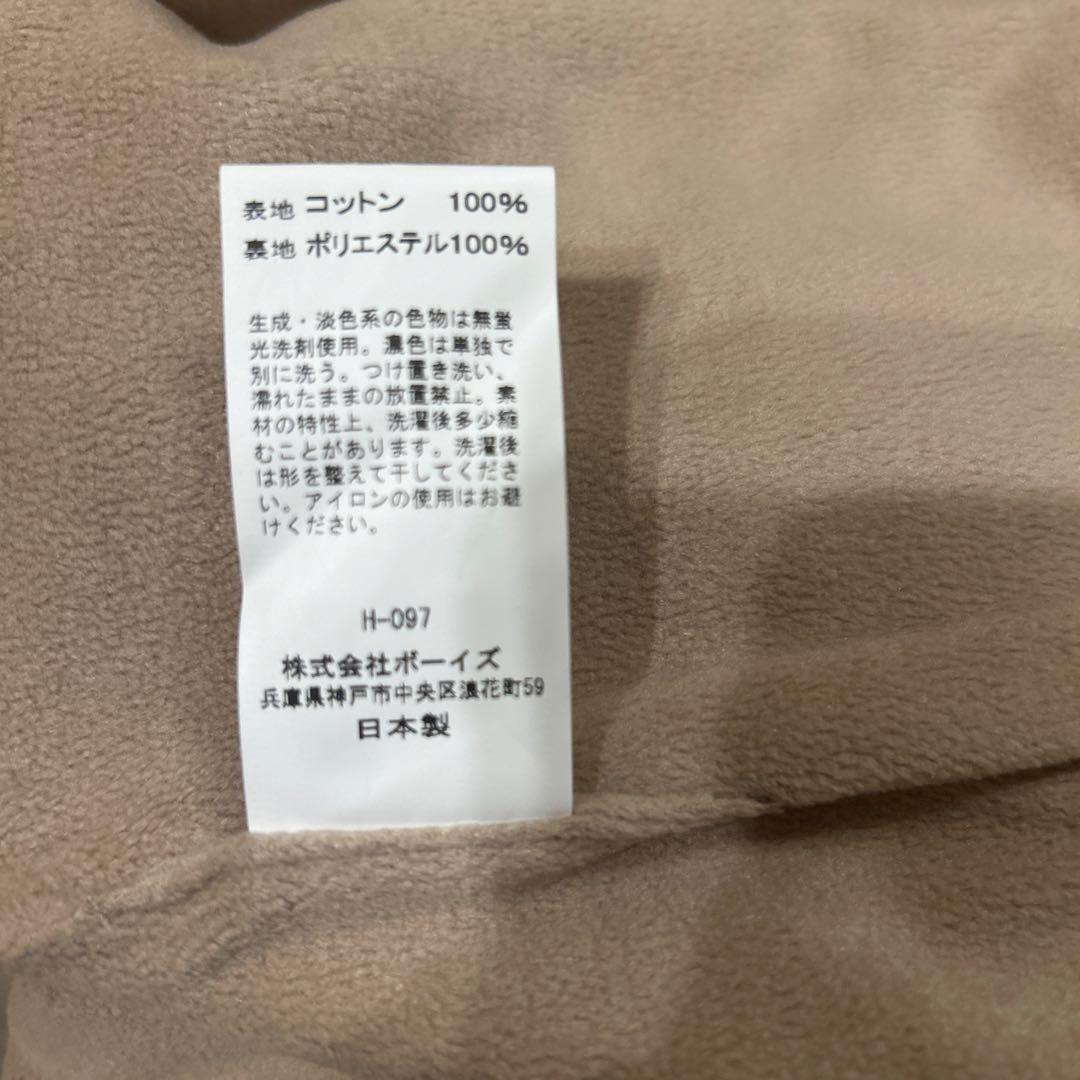 表地 コットン 100%
裏地 ポリエステル100%
生成・淡色系の色物は無蛍
光洗剤使用。濃色は単独で
別に洗う。つけ置き洗い、
濡れたままの放置禁止。素
材の特性上、洗濯後多少縮
むことがあります。洗濯後
は形を整えて干してくださ
い。アイロンの使用はお避
けください。
H-097
株式会社ボーイズ
兵庫県神戸市中央区浪花町59
日本製